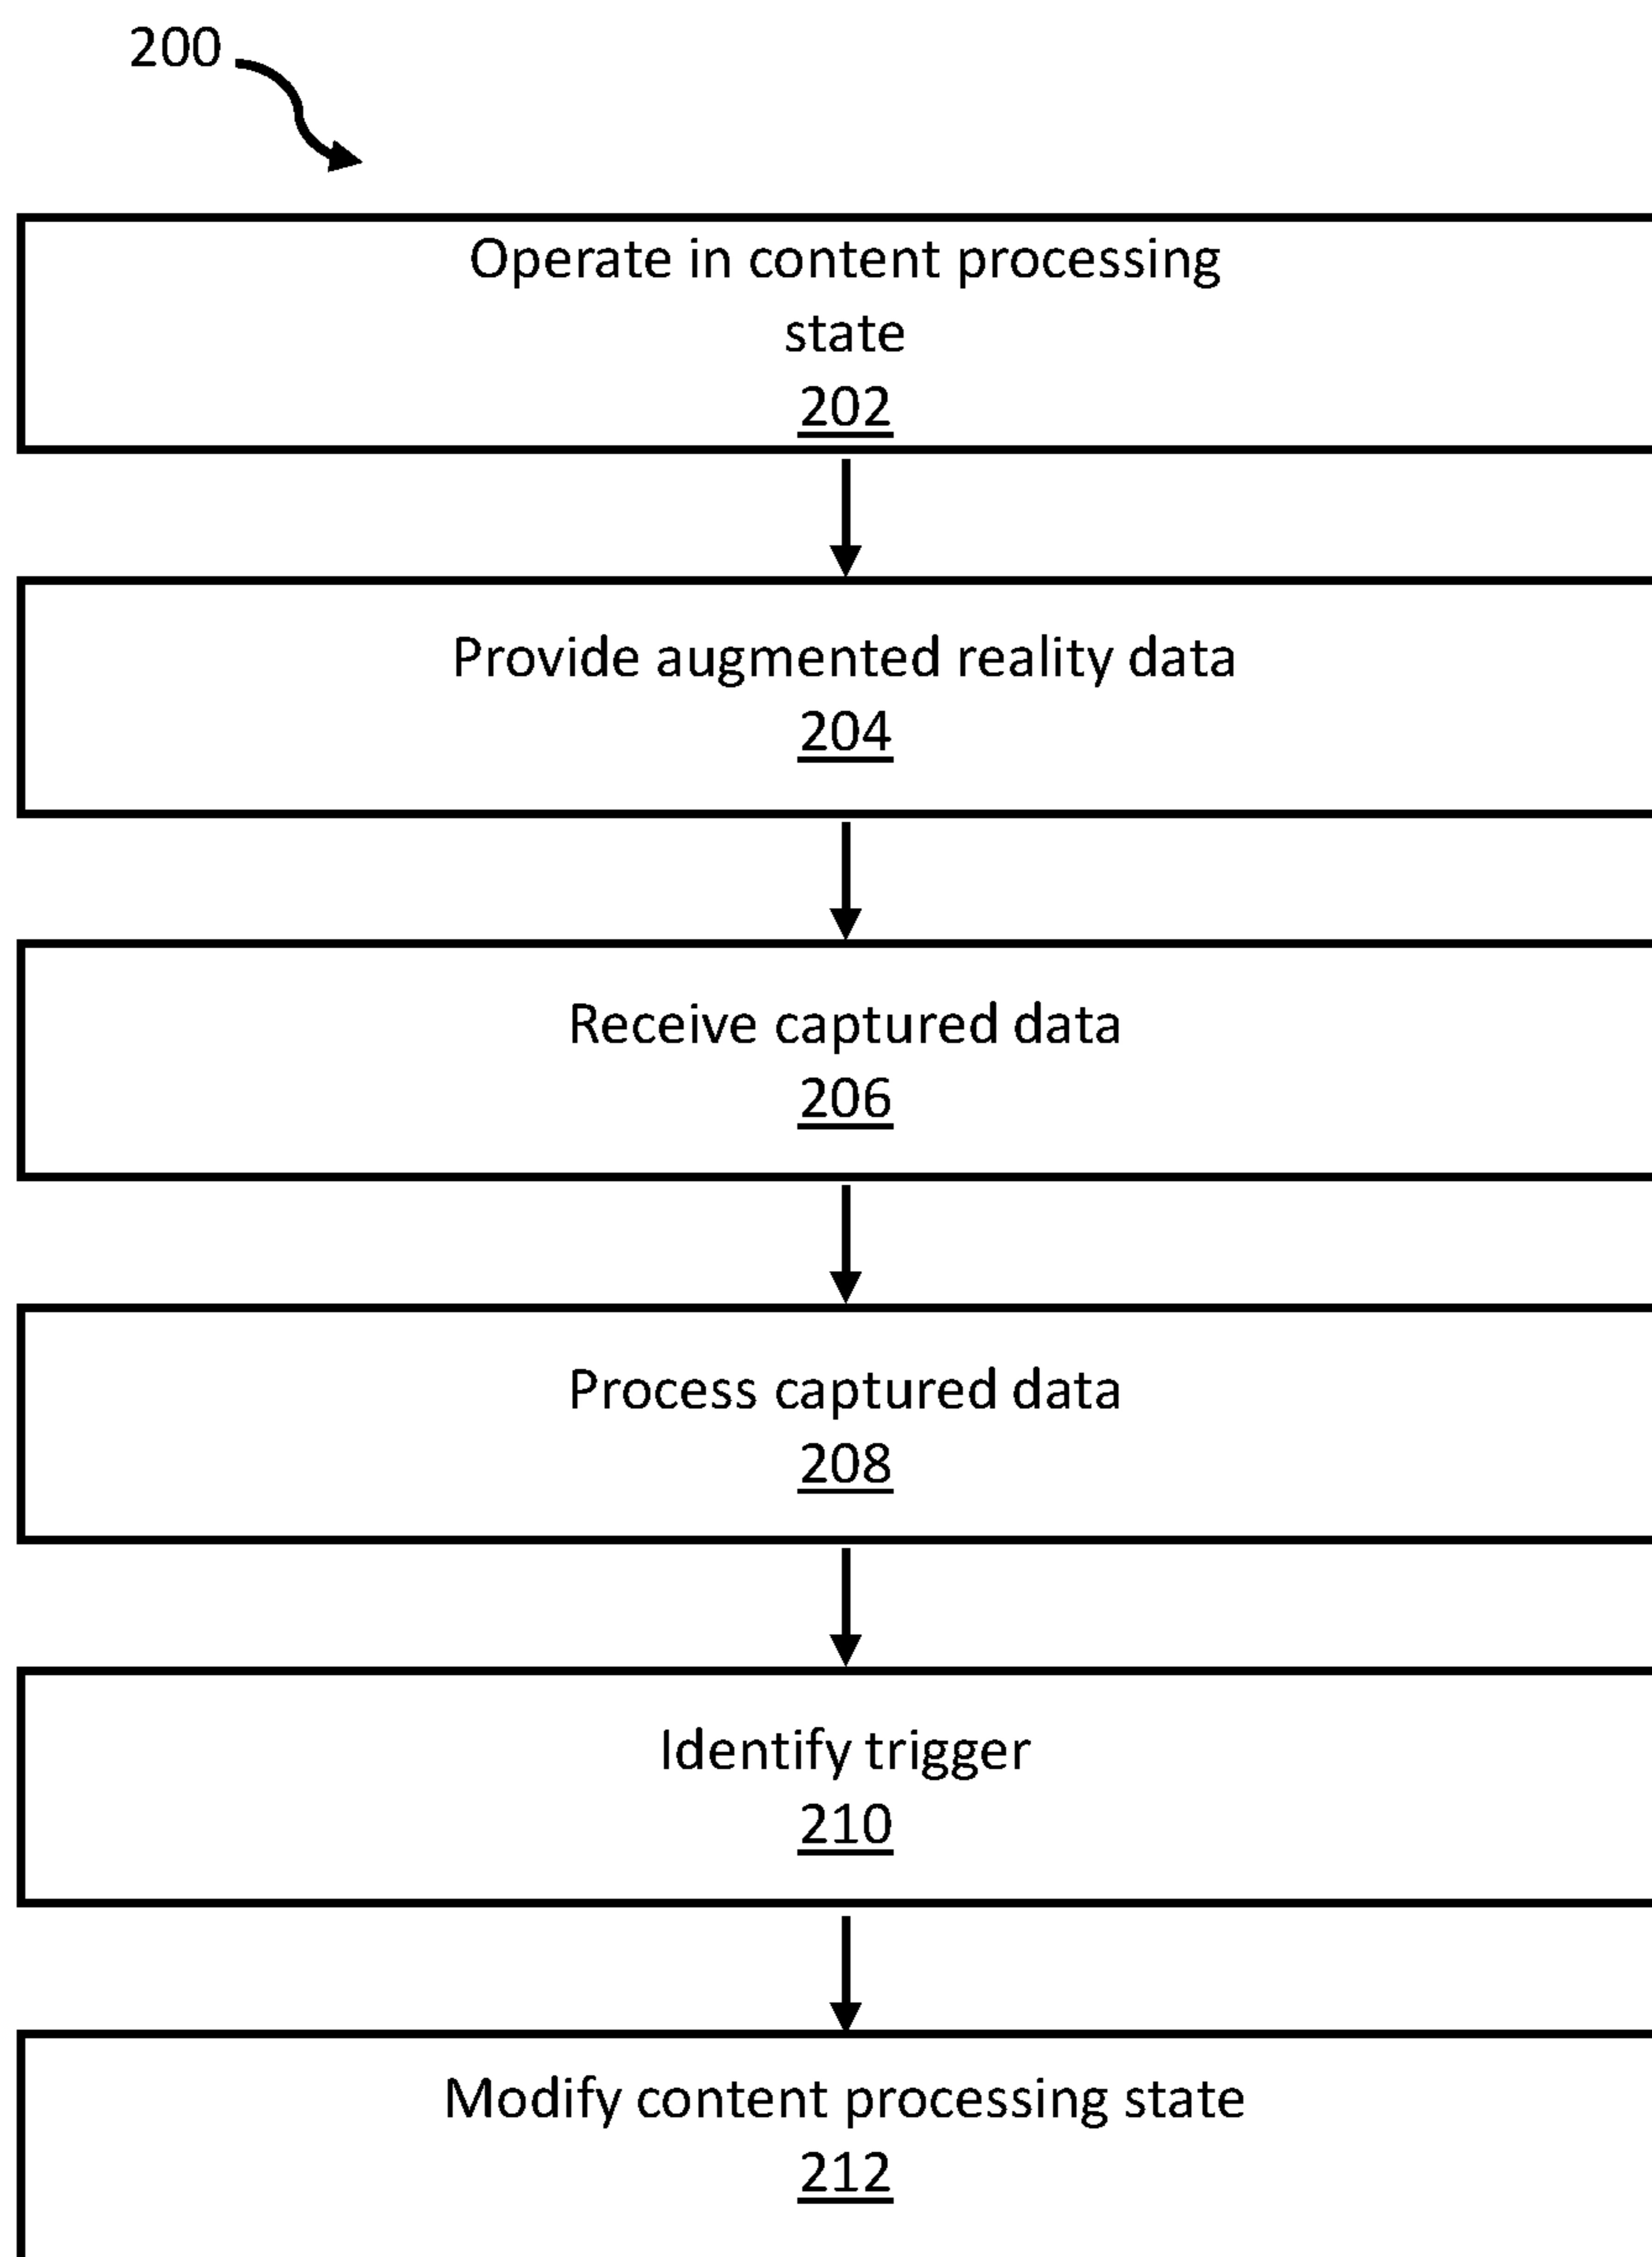 200
Operate in content processing
state
202
Provide augmented reality data
204
Receive captured data
206
Process captured data
208
Identify trigger
210
Modify content processing state
212